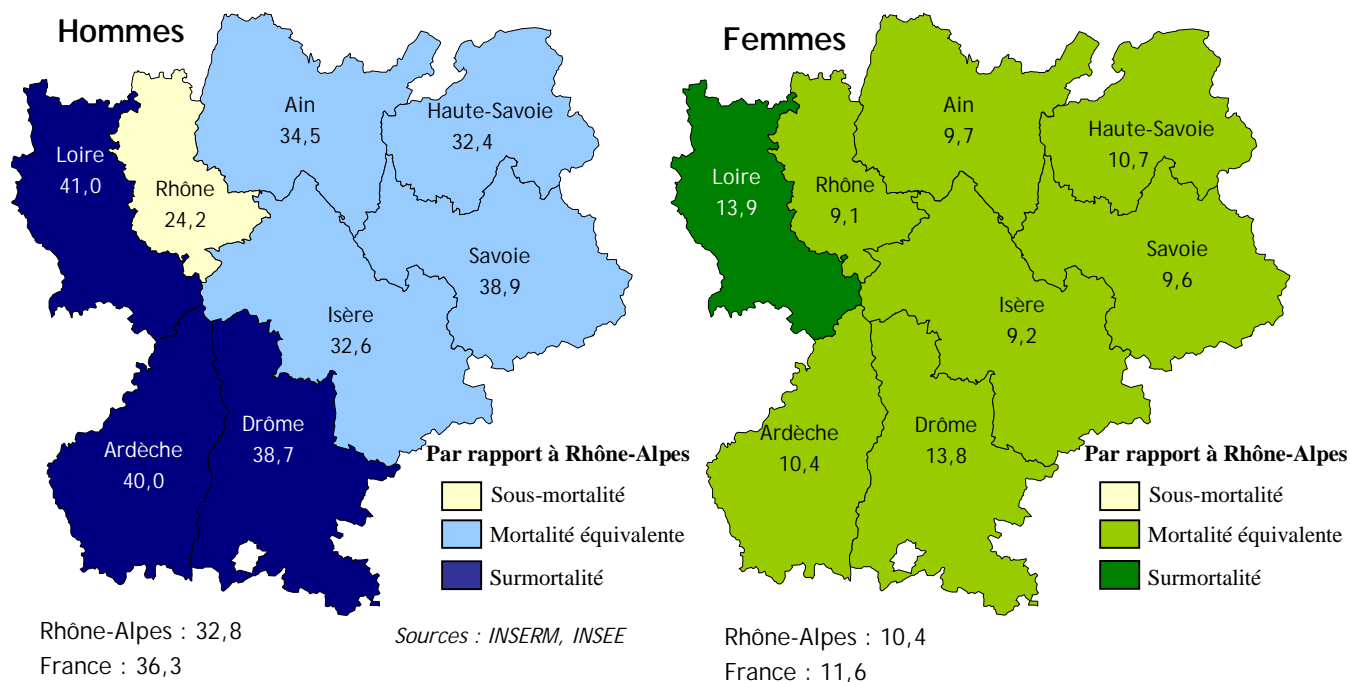 Hommes
Ain
34,5
Haute-Savoie
32,4
Loire
41,0
Rhône
24,2
Savoie
38,9
Isère
32,6
Ardèche
40,0
Drôme
38,7
Par rapport à Rhône-Alpes
Sous-mortalité
Mortalité équivalente
Surmortalité
Rhône-Alpes : 32,8
France : 36,3
Sources : INSERM, INSEE
Femmes
Ain
9,7
Haute-Savoie
10,7
Loire
13,9
Rhône
9,1
Savoie
9,6
Isère
9,2
Ardèche
10,4
Drôme
13,8
Par rapport à Rhône-Alpes
Sous-mortalité
Mortalité équivalente
Surmortalité
Rhône-Alpes : 10,4
France : 11,6